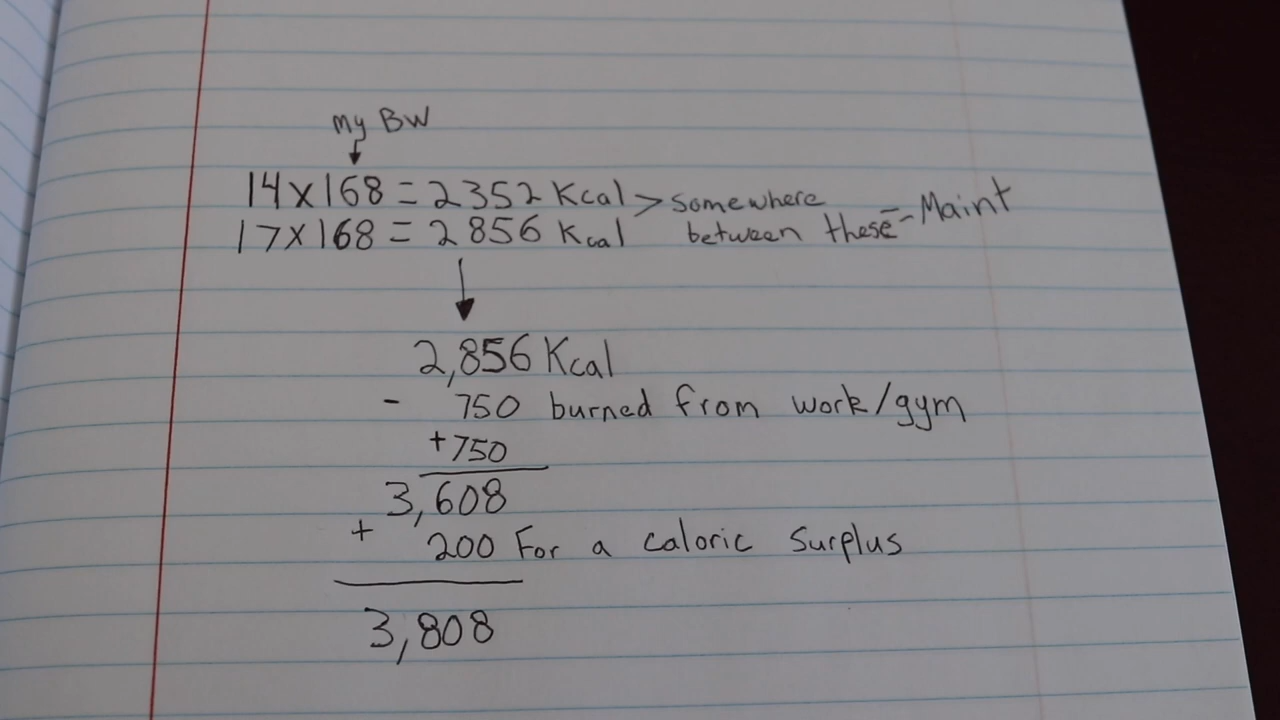 my BW
14x168 = 2352 Kcal > somewhere
17x168 = 2856 Kcal between these - Maint
2,856 Kcal
- 750 burned from work/gym
+750
3,608
+ 200 For a caloric Surplus
3,808